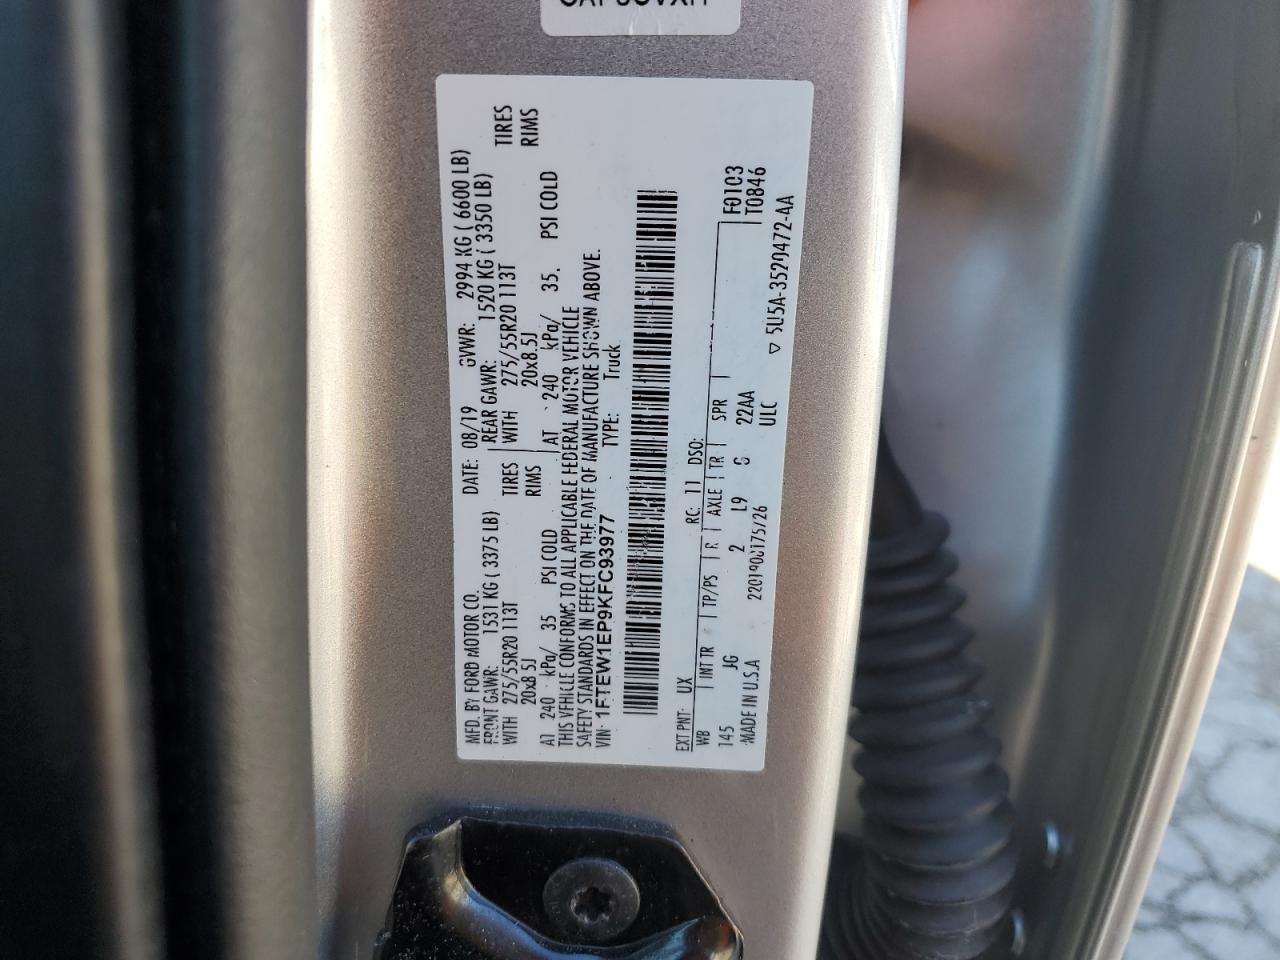 MFD. BY FORD MOTOR CO. DATE: 08/19 GVWR: 2994 KG ( 6600 LB)
FRONT GAWR: 1531 KG ( 3375 LB) REAR GAWR: 1520 KG ( 3350 LB)
WITH 275/55R20 113T TIRES WITH 275/55R20 113T TIRES
20x8.5J RIMS 20x8.5J RIMS
AT 240 kPa/ 35 PSI COLD AT 240 kPa/ 35. PSI COLD
THIS VEHICLE CONFORMS TO ALL APPLICABLE FEDERAL MOTOR VEHICLE
SAFETY STANDARDS IN EFFECT ON THE DATE OF MANUFACTURE SHOWN ABOVE.
VIN: 1FTEW1EP9KFC93977 TYPE: Truck
EXT PNT: UX RC: 11 DSO: F0103
WB INT TR TP/PS R AXLE TR SPR T0846
145 JG 2 L9 22AA
MADE IN U.S.A ULC
▽ 5U5A-3520472-AA